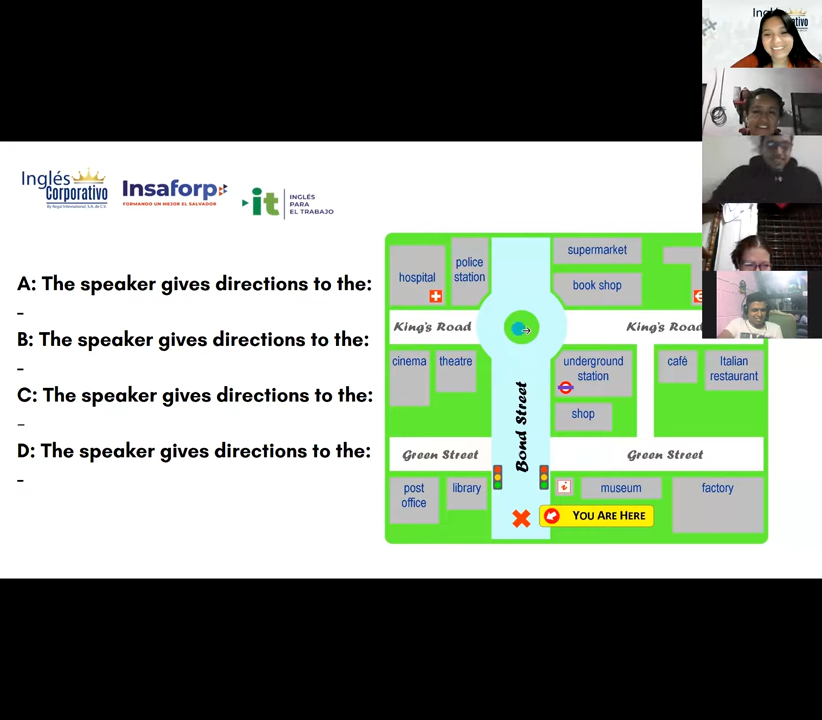 Inglés
Corporativo
By Regal International, S.A. de C.V.
Insaforp
FORMANDO UN MEJOR EL SALVADOR
it
INGLÉS
PARA
EL TRABAJO
A: The speaker gives directions to the:
-
B: The speaker gives directions to the:
-
C: The speaker gives directions to the:
-
D: The speaker gives directions to the:
-
hospital
police
station
supermarket
book shop
King's Road
King's Road
cinema
theatre
underground
station
café
Italian
restaurant
shop
Bond Street
Green Street
Green Street
post
office
library
i
museum
factory
YOU ARE HERE